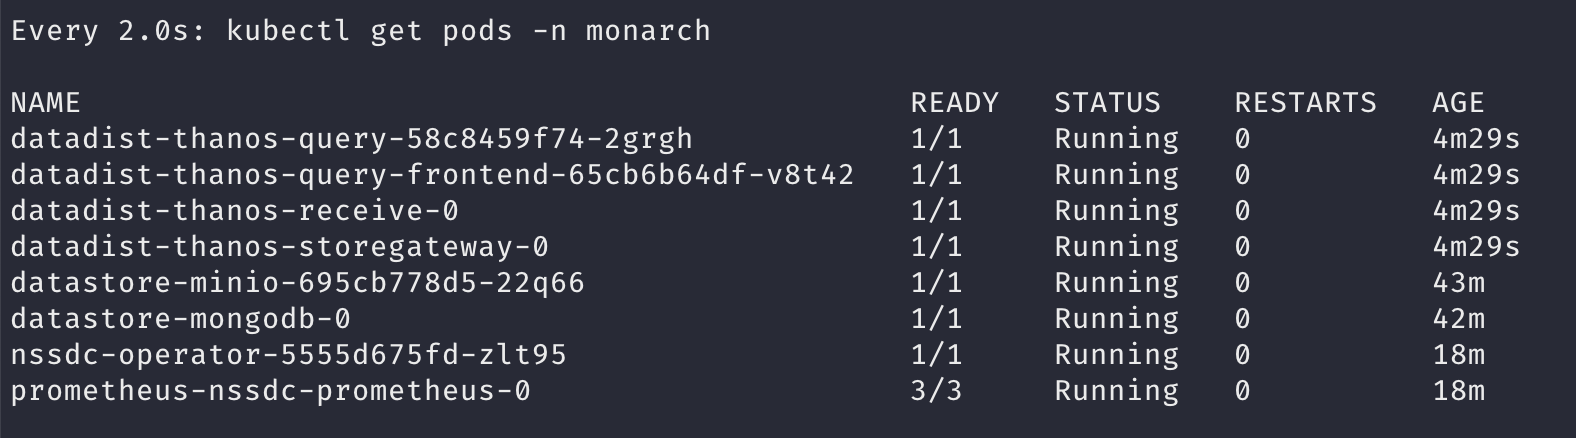 Every 2.0s: kubectl get pods -n monarch
NAME READY STATUS RESTARTS AGE
datadist-thanos-query-58c8459f74-2grgh 1/1 Running 0 4m29s
datadist-thanos-query-frontend-65cb6b64df-v8t42 1/1 Running 0 4m29s
datadist-thanos-receive-0 1/1 Running 0 4m29s
datadist-thanos-storegateway-0 1/1 Running 0 4m29s
datastore-minio-695cb778d5-22q66 1/1 Running 0 43m
datastore-mongodb-0 1/1 Running 0 42m
nssdc-operator-5555d675fd-zlt95 1/1 Running 0 18m
prometheus-nssdc-prometheus-0 3/3 Running 0 18m